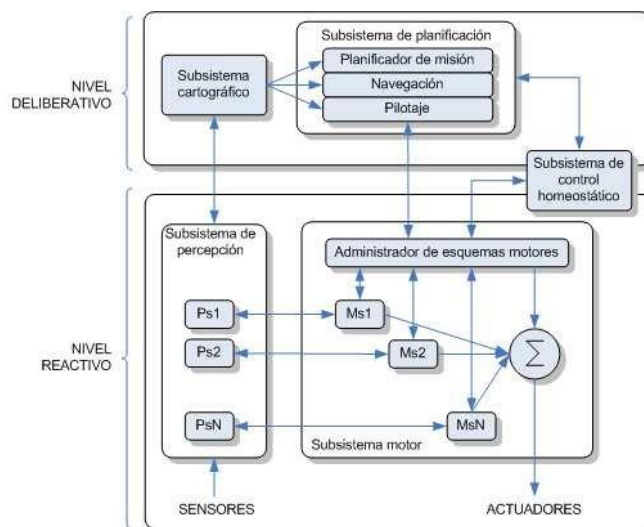 NIVEL
DELIBERATIVO
Subsistema
cartográfico
Subsistema de planificación
Planificador de misión
Navegación
Pilotaje
Subsistema de
control
homeostático
NIVEL
REACTIVO
Subsistema de
percepción
Administrador de esquemas motores
Ps1
Ms1
Ps2
Ms2
Σ
PsN
MsN
Subsistema motor
SENSORES
ACTUADORES